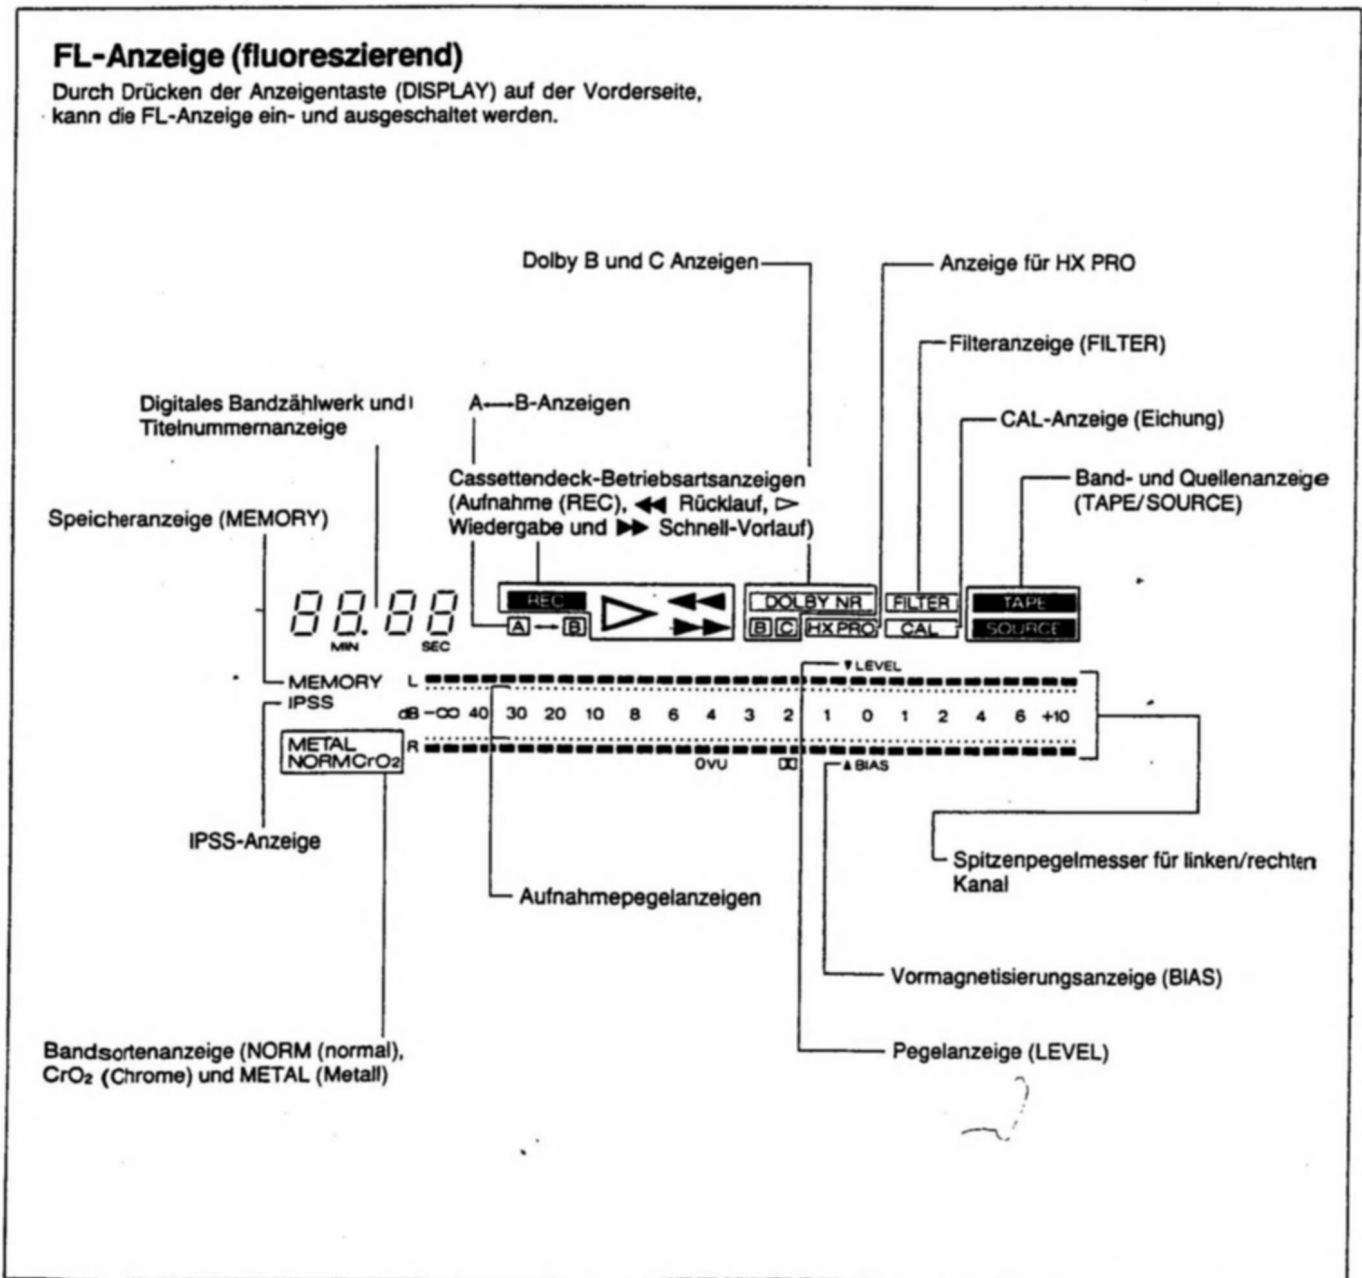 FL-Anzeige (fluoreszierend)
Durch Drücken der Anzeigentaste (DISPLAY) auf der Vorderseite,
kann die FL-Anzeige ein- und ausgeschaltet werden.
Dolby B und C Anzeigen
Anzeige für HX PRO
Filteranzeige (FILTER)
Digitales Bandzählwerk und
Titelnummernanzeige
A⟷B-Anzeigen
CAL-Anzeige (Eichung)
Cassettendeck-Betriebsartsanzeigen
(Aufnahme (REC), ◀◀ Rücklauf, ▷
Wiedergabe und ▶▶ Schnell-Vorlauf)
Band- und Quellenanzeige
(TAPE/SOURCE)
Speicheranzeige (MEMORY)
88.88
MIN SEC
REC
A ↔ B
DOLBY NR
B C HX PRO
FILTER
CAL
TAPE
SOURCE
▼LEVEL
MEMORY L
IPSS
dB -∞ 40 30 20 10 8 6 4 3 2 1 0 1 2 4 6 +10
METAL R
NORM CrO2
0VU
▲BIAS
IPSS-Anzeige
Spitzenpegelmesser für linken/rechten
Kanal
Aufnahmepegelanzeigen
Vormagnetisierungsanzeige (BIAS)
Bandsortenanzeige (NORM (normal),
CrO2 (Chrome) und METAL (Metall)
Pegelanzeige (LEVEL)